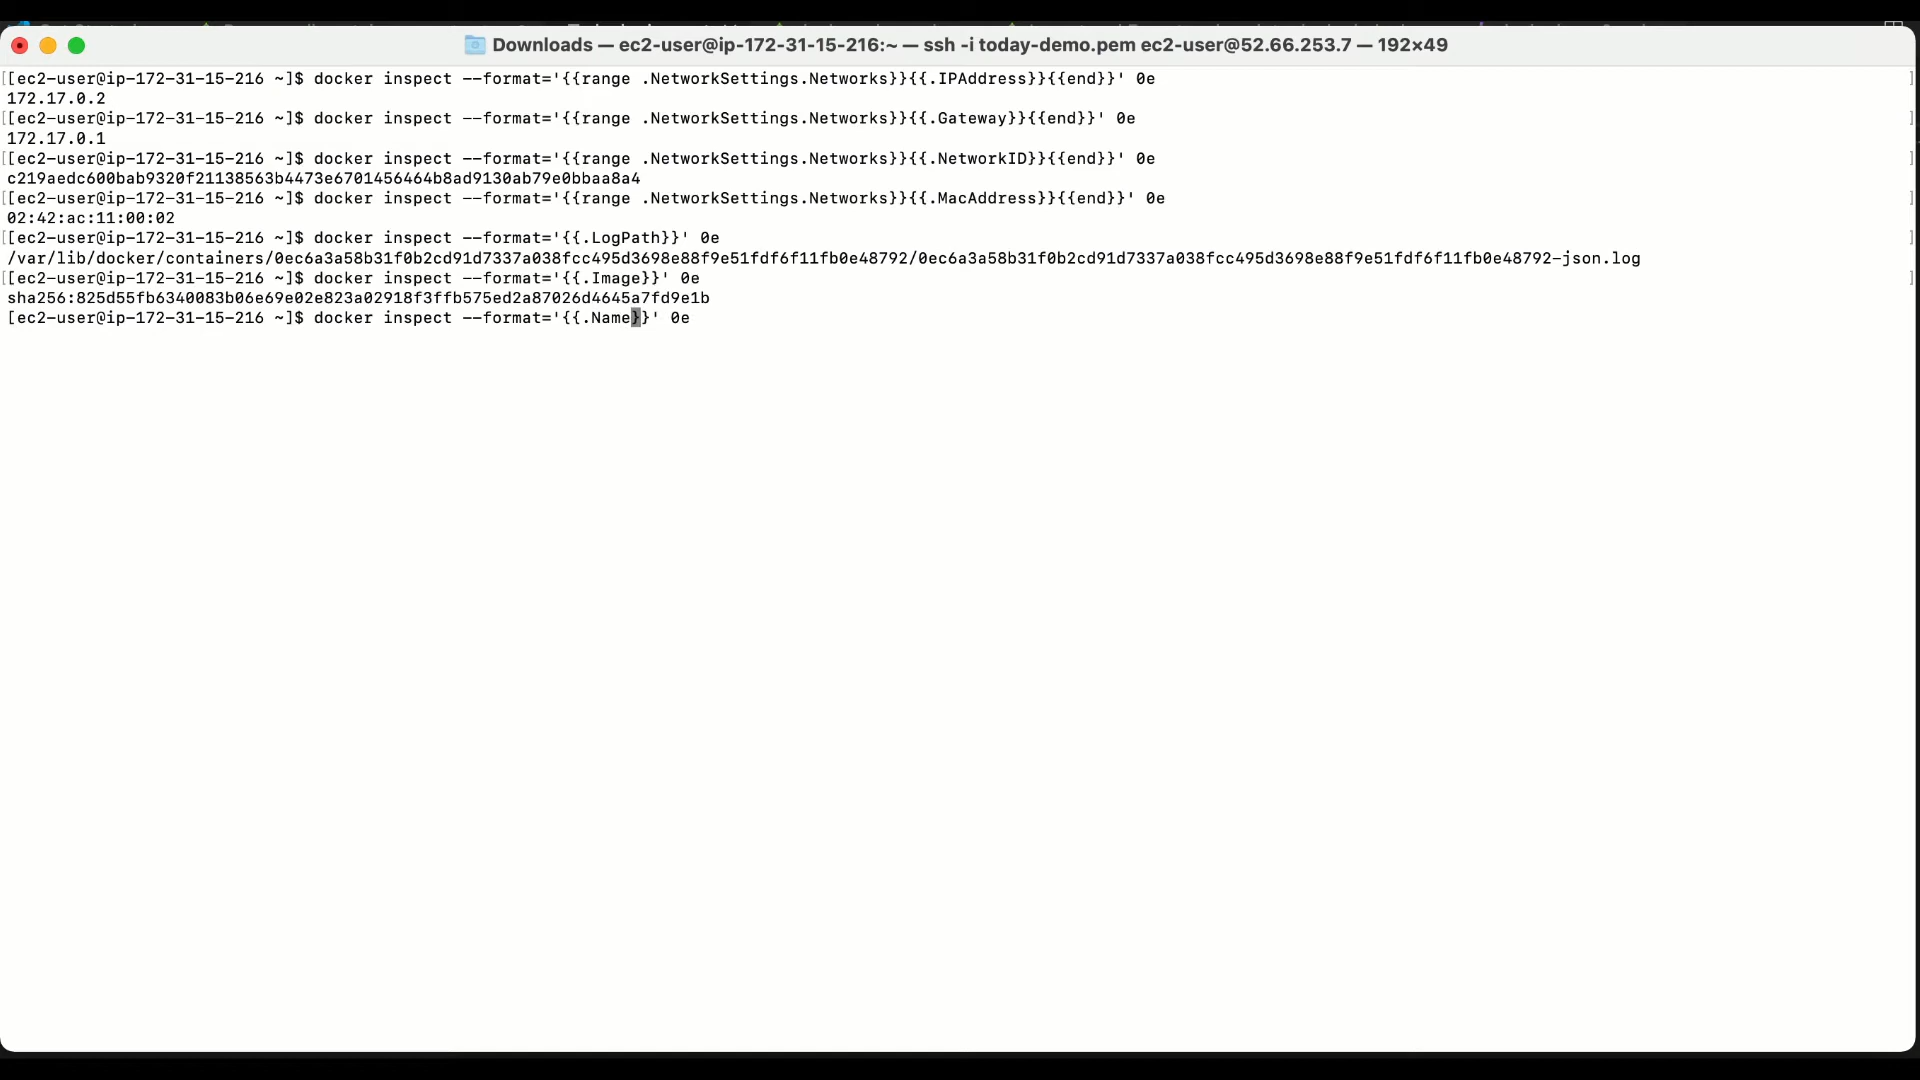 Downloads — ec2-user@ip-172-31-15-216:~ — ssh -i today-demo.pem ec2-user@52.66.253.7 — 192×49
[[ec2-user@ip-172-31-15-216 ~]$ docker inspect --format='{{range .NetworkSettings.Networks}}{{.IPAddress}}{{end}}' 0e ]
172.17.0.2
[[ec2-user@ip-172-31-15-216 ~]$ docker inspect --format='{{range .NetworkSettings.Networks}}{{.Gateway}}{{end}}' 0e ]
172.17.0.1
[[ec2-user@ip-172-31-15-216 ~]$ docker inspect --format='{{range .NetworkSettings.Networks}}{{.NetworkID}}{{end}}' 0e ]
c219aedc600bab9320f21138563b4473e6701456464b8ad9130ab79e0bbaa8a4
[[ec2-user@ip-172-31-15-216 ~]$ docker inspect --format='{{range .NetworkSettings.Networks}}{{.MacAddress}}{{end}}' 0e ]
02:42:ac:11:00:02
[[ec2-user@ip-172-31-15-216 ~]$ docker inspect --format='{{.LogPath}}' 0e ]
/var/lib/docker/containers/0ec6a3a58b31f0b2cd91d7337a038fcc495d3698e88f9e51fdf6f11fb0e48792/0ec6a3a58b31f0b2cd91d7337a038fcc495d3698e88f9e51fdf6f11fb0e48792-json.log
[[ec2-user@ip-172-31-15-216 ~]$ docker inspect --format='{{.Image}}' 0e ]
sha256:825d55fb6340083b06e69e02e823a02918f3ffb575ed2a87026d4645a7fd9e1b
[ec2-user@ip-172-31-15-216 ~]$ docker inspect --format='{{.Name}}' 0e